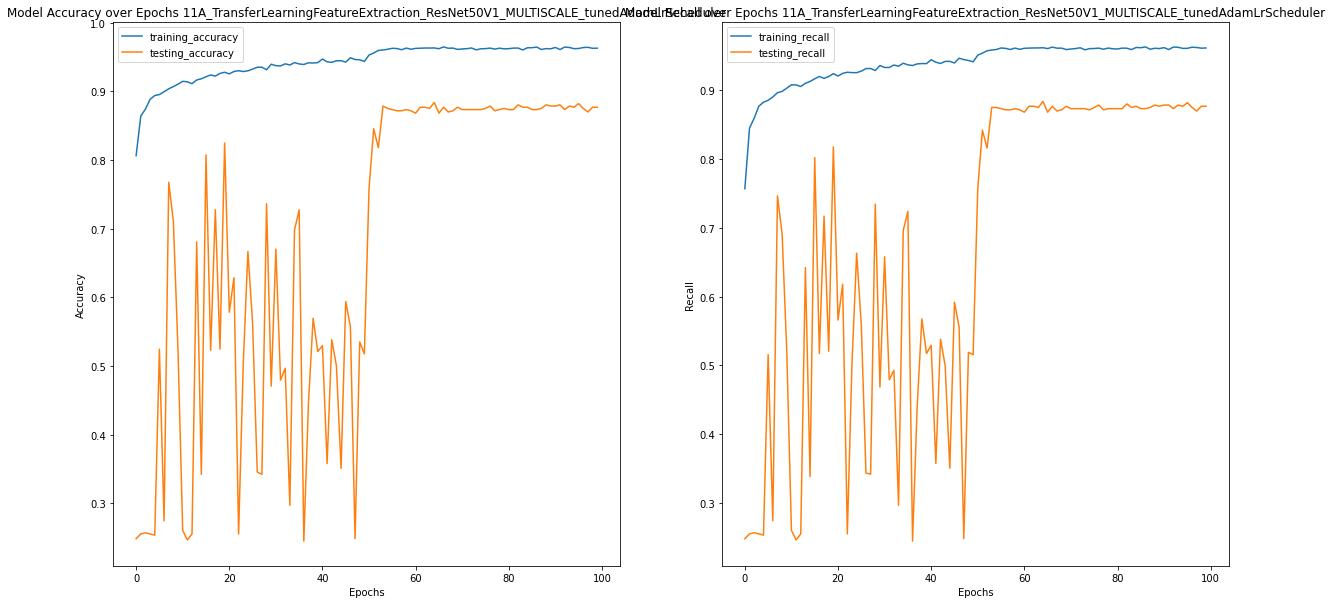 Model Accuracy over Epochs 11A_TransferLearningFeatureExtraction_ResNet50V1_MULTISCALE_tunedAdamLrScheduler
Model Recall over Epochs 11A_TransferLearningFeatureExtraction_ResNet50V1_MULTISCALE_tunedAdamLrScheduler
training_accuracy
testing_accuracy
1.0
0.9
0.8
0.7
0.6
0.5
0.4
0.3
Accuracy
0
20
40
60
80
100
Epochs
training_recall
testing_recall
0.9
0.8
0.7
0.6
0.5
0.4
0.3
Recall
0
20
40
60
80
100
Epochs